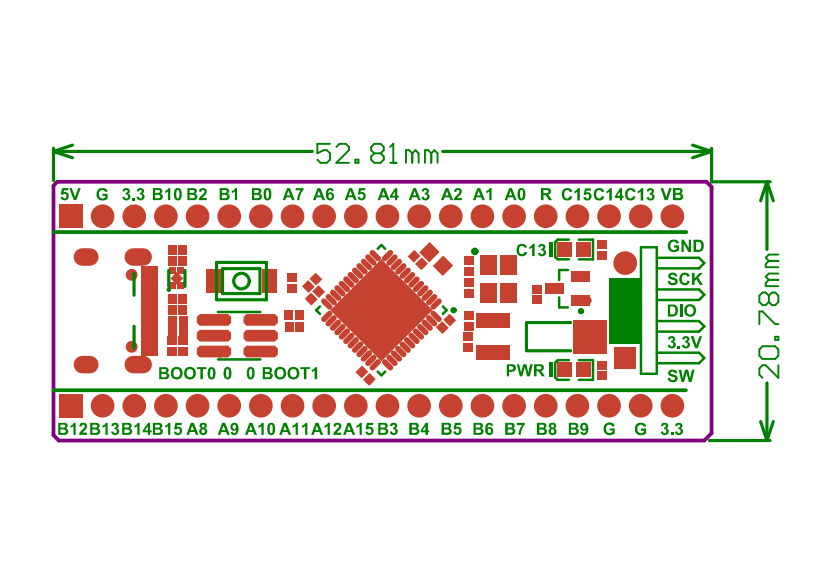 52.81mm
5V G 3.3 B10 B2 B1 B0 A7 A6 A5 A4 A3 A2 A1 A0 R C15 C14 C13 VB
C13
GND
SCK
DIO
3.3V
SW
20.78mm
PWR
BOOT0 0 0 BOOT1
B12 B13 B14 B15 A8 A9 A10 A11 A12 A15 B3 B4 B5 B6 B7 B8 B9 G G 3.3